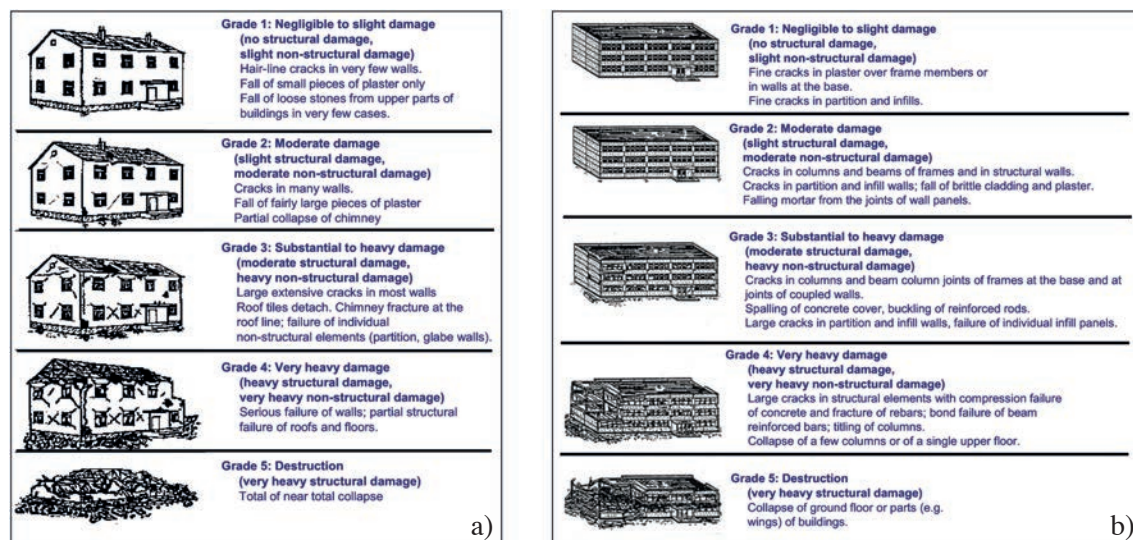 Grade 1: Negligible to slight damage
(no structural damage,
slight non-structural damage)
Hair-line cracks in very few walls.
Fall of small pieces of plaster only
Fall of loose stones from upper parts of
buildings in very few cases.
Grade 2: Moderate damage
(slight structural damage,
moderate non-structural damage)
Cracks in many walls.
Fall of fairly large pieces of plaster
Partial collapse of chimney
Grade 3: Substantial to heavy damage
(moderate structural damage,
heavy non-structural damage)
Large extensive cracks in most walls
Roof tiles detach. Chimney fracture at the
roof line; failure of individual
non-structural elements (partition, glabe walls).
Grade 4: Very heavy damage
(heavy structural damage,
very heavy non-structural damage)
Serious failure of walls; partial structural
failure of roofs and floors.
Grade 5: Destruction
(very heavy structural damage)
Total of near total collapse
a)
Grade 1: Negligible to slight damage
(no structural damage,
slight non-structural damage)
Fine cracks in plaster over frame members or
in walls at the base.
Fine cracks in partition and infills.
Grade 2: Moderate damage
(slight structural damage,
moderate non-structural damage)
Cracks in columns and beams of frames and in structural walls.
Cracks in partition and infill walls; fall of brittle cladding and plaster.
Falling mortar from the joints of wall panels.
Grade 3: Substantial to heavy damage
(moderate structural damage,
heavy non-structural damage)
Cracks in columns and beam column joints of frames at the base and at
joints of coupled walls.
Spalling of concrete cover, buckling of reinforced rods.
Large cracks in partition and infill walls, failure of individual infill panels.
Grade 4: Very heavy damage
(heavy structural damage,
very heavy non-structural damage)
Large cracks in structural elements with compression failure
of concrete and fracture of rebars; bond failure of beam
reinforced bars; titling of columns.
Collapse of a few columns or of a single upper floor.
Grade 5: Destruction
(very heavy structural damage)
Collapse of ground floor or parts (e.g.
wings) of buildings.
b)